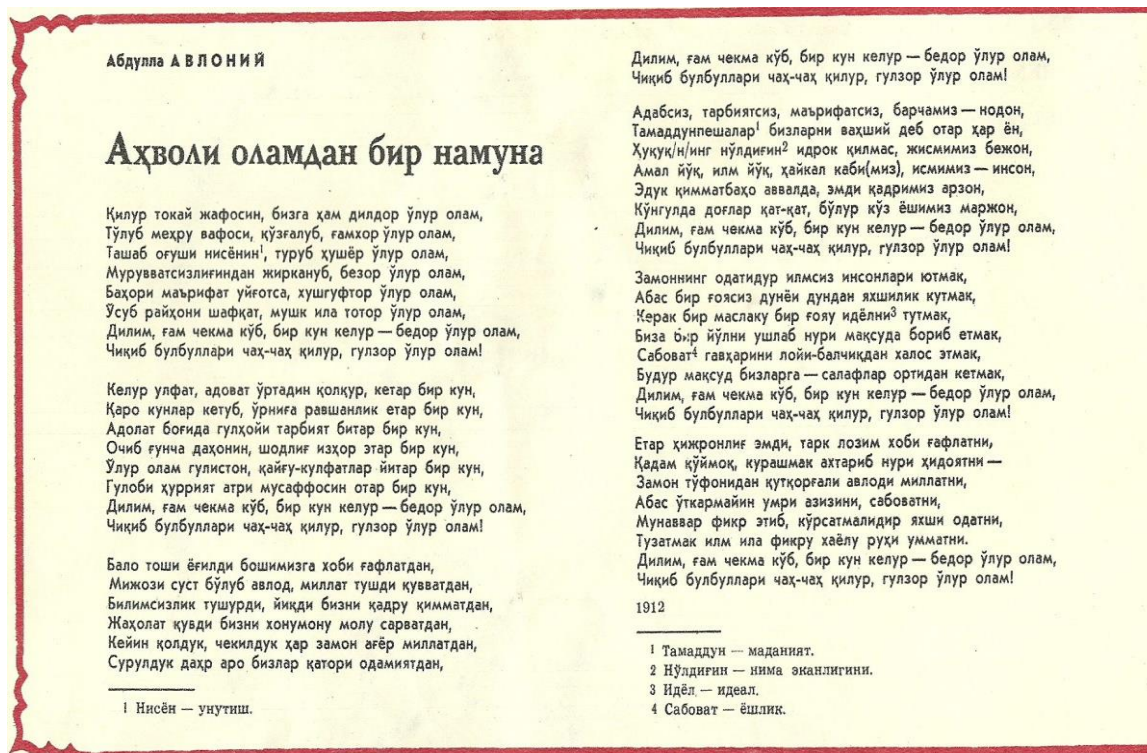 Абдулла АВЛОНИЙ
Аҳволи оламдан бир намуна
Қилур токай жафосин, бизга ҳам дилдор ўлур олам,
Тўлуб меҳру вафоси, қўзғалуб, ғамхор ўлур олам,
Ташаб оғуши нисёнин¹, туруб ҳушёр ўлур олам,
Мурувватсизлиғиндан жиркануб, безор ўлур олам,
Баҳори маърифат уйғотса, хушгуфтор ўлур олам,
Ўсуб райҳони шафқат, мушк ила тотор ўлур олам,
Дилим, ғам чекма кўб, бир кун келур — бедор ўлур олам,
Чиқиб булбуллари чаҳ-чаҳ қилур, гулзор ўлур олам!
Келур улфат, адоват ўртадин қолқур, кетар бир кун,
Қаро кунлар кетуб, ўрниға равшанлик етар бир кун,
Адолат боғида гулҳойи тарбият битар бир кун,
Очиб ғунча даҳонин, шодлиғ изҳор этар бир кун,
Ўлур олам гулистон, қайғу-кулфатлар йитар бир кун,
Гулоби ҳуррият атри мусаффосин отар бир кун,
Дилим, ғам чекма кўб, бир кун келур — бедор ўлур олам,
Чиқиб булбуллари чаҳ-чаҳ қилур, гулзор ўлур олам!
Бало тоши ёғилди бошимизга хоби ғафлатдан,
Мижози суст бўлуб авлод, миллат тушди қувватдан,
Билимсизлик тушурди, йиқди бизни қадру қимматдан,
Жаҳолат қувди бизни хонумону молу сарватдан,
Кейин қолдук, чекилдук ҳар замон ағёр миллатдан,
Сурулдук даҳр аро бизлар қатори одамиятдан,
1 Нисён — унутиш.
Дилим, ғам чекма кўб, бир кун келур — бедор ўлур олам,
Чиқиб булбуллари чаҳ-чаҳ қилур, гулзор ўлур олам!
Адабсиз, тарбиятсиз, маърифатсиз, барчамиз — нодон,
Тамаддунпешалар¹ бизларни ваҳший деб отар ҳар ён,
Ҳуқуқ/н/инг нўлдиғин² идрок қилмас, жисмимиз бежон,
Амал йўқ, илм йўқ, ҳайкал каби(миз), исмимиз — инсон,
Эдук қимматбаҳо аввалда, эмди қадримиз арзон,
Кўнгулда доғлар қат-қат, бўлур кўз ёшимиз маржон,
Дилим, ғам чекма кўб, бир кун келур — бедор ўлур олам,
Чиқиб булбуллари чаҳ-чаҳ қилур, гулзор ўлур олам!
Замоннинг одатидур илмсиз инсонлари ютмак,
Абас бир ғоясиз дунёи дундан яхшилик кутмак,
Керак бир маслаку бир ғояу идёлни³ тутмак,
Биза бир йўлни ушлаб нури мақсуда бориб етмак,
Сабоват⁴ гавҳарини лойи-балчиқдан халос этмак,
Будур мақсуд бизларга — салафлар ортидан кетмак,
Дилим, ғам чекма кўб, бир кун келур — бедор ўлур олам,
Чиқиб булбуллари чаҳ-чаҳ қилур, гулзор ўлур олам!
Етар ҳижронлиғ эмди, тарк лозим хоби ғафлатни,
Қадам қўймоқ, курашмак ахтариб нури ҳидоятни —
Замон тўфонидан қутқорғали авлоди миллатни,
Абас ўткармайин умри азизини, сабоватни,
Мунаввар фикр этиб, кўрсатмалидир яхши одатни,
Тузатмак илм ила фикру хаёлу руҳи умматни.
Дилим, ғам чекма кўб, бир кун келур — бедор ўлур олам,
Чиқиб булбуллари чаҳ-чаҳ қилур, гулзор ўлур олам!
1912
1 Тамаддун — маданият.
2 Нўлдиғин — нима эканлигини.
3 Идёл — идеал.
4 Сабоват — ёшлик.